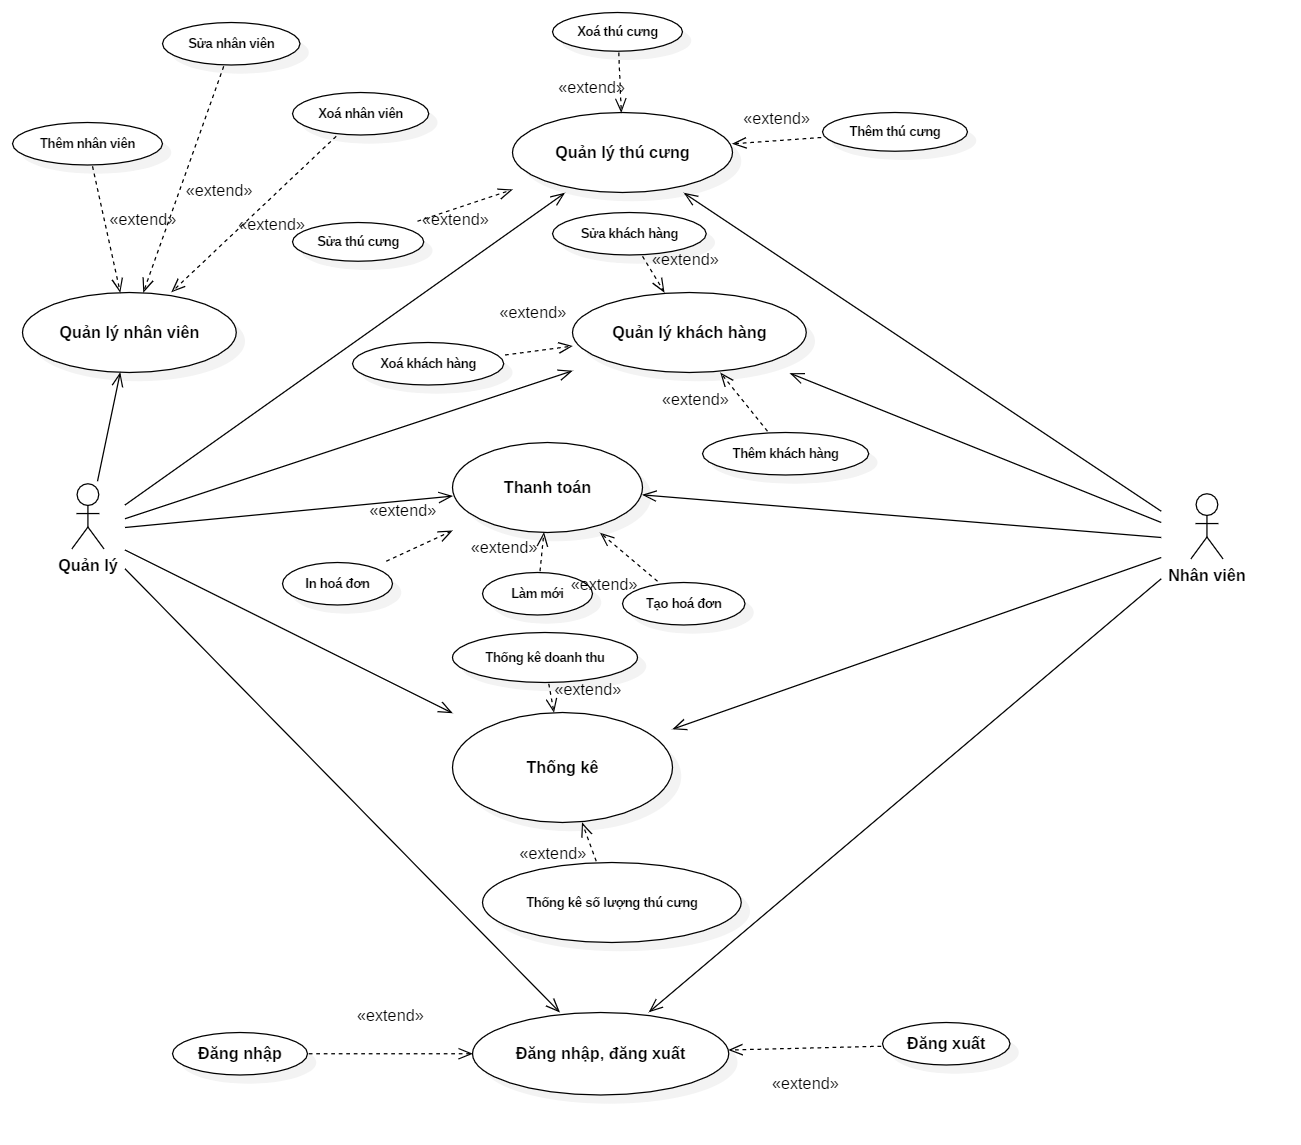 Xoá thú cưng
Sửa nhân viên
«extend»
Xoá nhân viên
«extend»
Thêm thú cưng
Thêm nhân viên
Quản lý thú cưng
«extend»
«extend»
«extend»
«extend»
Sửa thú cưng
Sửa khách hàng
«extend»
«extend»
Quản lý nhân viên
Quản lý khách hàng
Xoá khách hàng
«extend»
Thêm khách hàng
Thanh toán
«extend»
«extend»
Quản lý
Nhân viên
In hoá đơn
Làm mới
«extend»
Tạo hoá đơn
Thống kê doanh thu
«extend»
Thống kê
«extend»
Thống kê số lượng thú cưng
«extend»
Đăng nhập
Đăng nhập, đăng xuất
Đăng xuất
«extend»